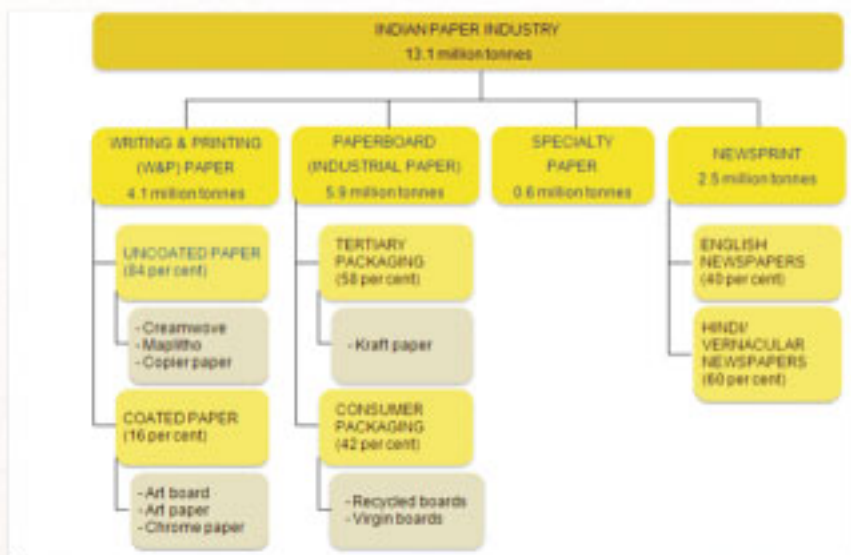 INDIAN PAPER INDUSTRY
13.1 million tonnes
WRITING & PRINTING
(W&P) PAPER
4.1 million tonnes
PAPERBOARD
(INDUSTRIAL PAPER)
5.9 million tonnes
SPECIALTY
PAPER
0.6 million tonnes
NEWSPRINT
2.5 million tonnes
UNCOATED PAPER
(84 per cent)
- Creamwove
- Maplitho
- Copier paper
COATED PAPER
(16 per cent)
- Art board
- Art paper
- Chrome paper
TERTIARY
PACKAGING
(58 per cent)
- Kraft paper
CONSUMER
PACKAGING
(42 per cent)
- Recycled boards
- Virgin boards
ENGLISH
NEWSPAPERS
(40 per cent)
HINDI/
VERNACULAR
NEWSPAPERS
(60 per cent)